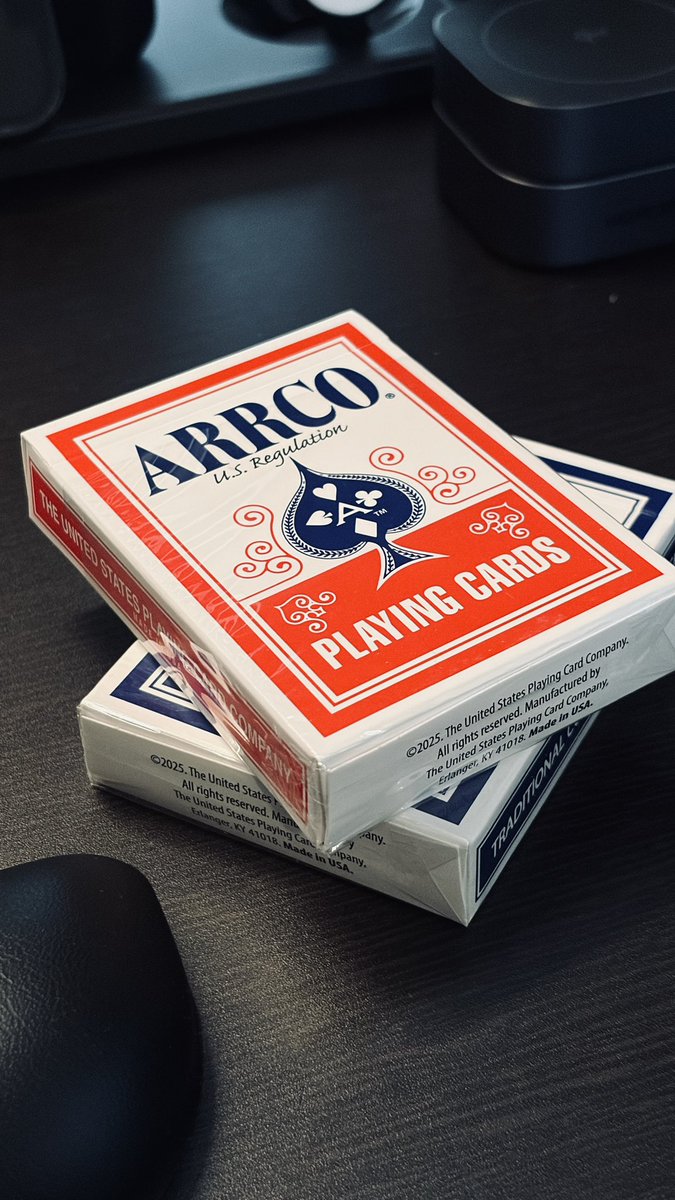 ARRCO®
U.S. Regulation
A™
PLAYING CARDS
THE UNITED STATES PLAYING
COMPANY
©2025. The United States Playing Card Company.
All rights reserved. Manufactured by
The United States Playing Card Company,
Erlanger, KY 41018. Made in USA.
©2025. The United States
All rights reserved.
The United States Playing Card Company.
Erlanger, KY 41018. Made in USA.
TRADITIONAL